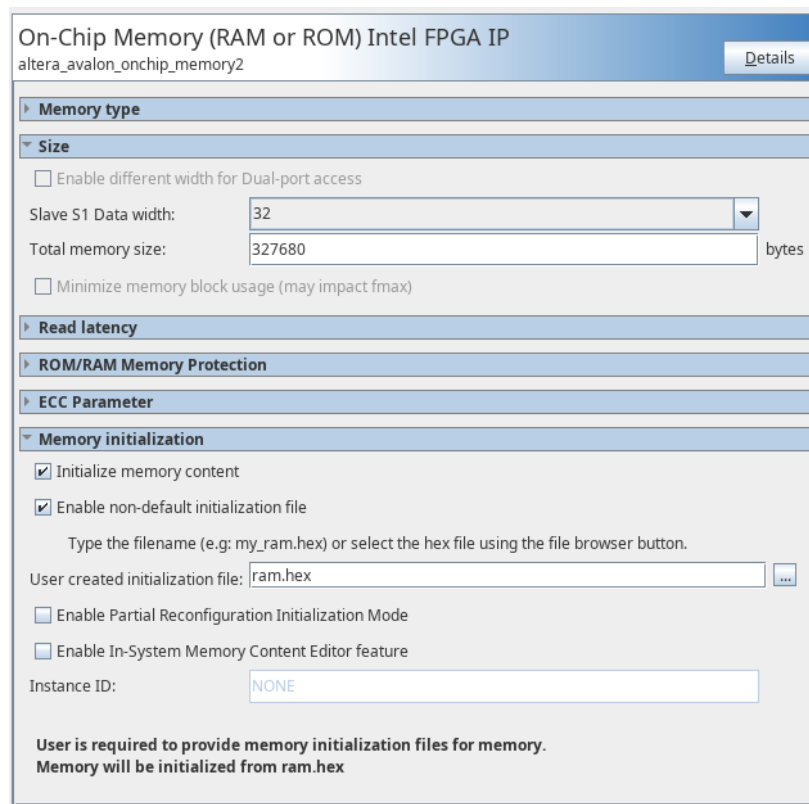 On-Chip Memory (RAM or ROM) Intel FPGA IP
altera_avalon_onchip_memory2
Details
Memory type
Size
Enable different width for Dual-port access
Slave S1 Data width: 32
Total memory size: 327680 bytes
Minimize memory block usage (may impact fmax)
Read latency
ROM/RAM Memory Protection
ECC Parameter
Memory initialization
Initialize memory content
Enable non-default initialization file
Type the filename (e.g: my_ram.hex) or select the hex file using the file browser button.
User created initialization file: ram.hex ...
Enable Partial Reconfiguration Initialization Mode
Enable In-System Memory Content Editor feature
Instance ID: NONE
User is required to provide memory initialization files for memory.
Memory will be initialized from ram.hex